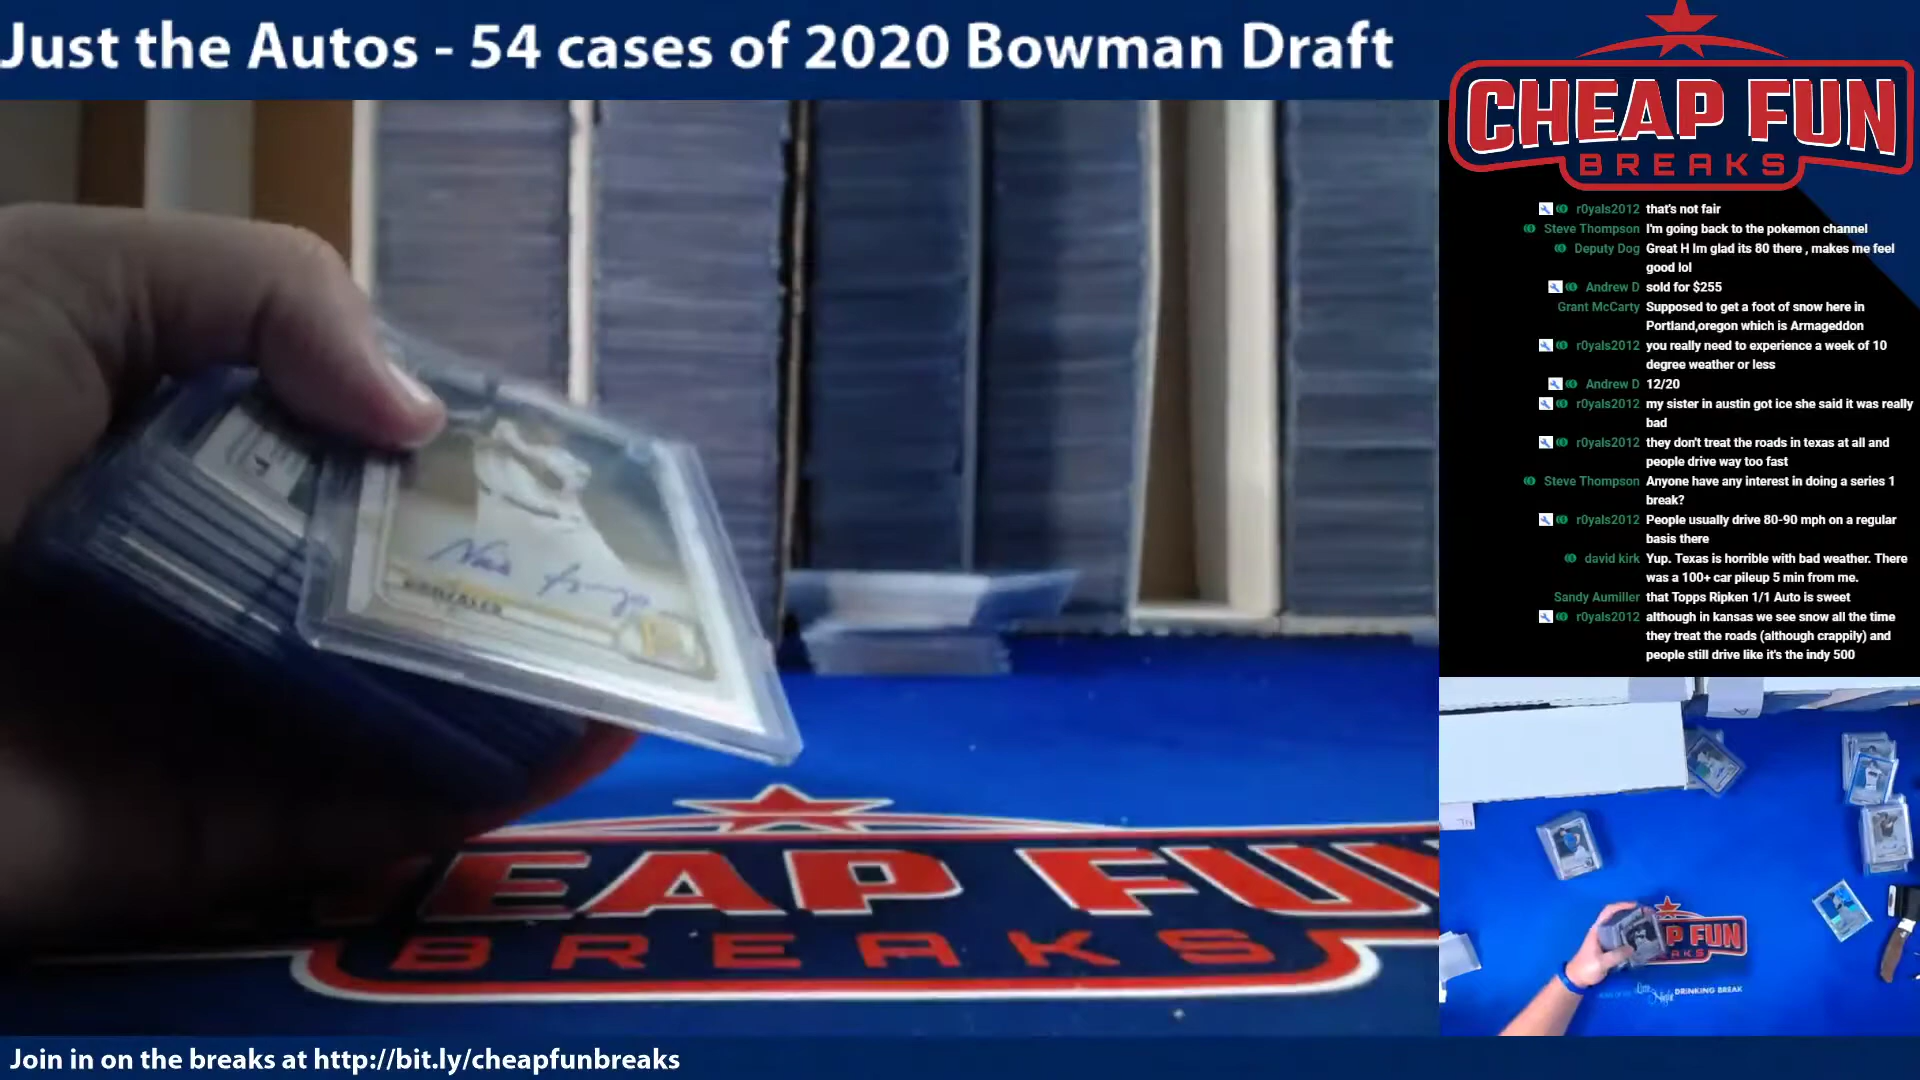 Just the Autos - 54 cases of 2020 Bowman Draft
CHEAP FUN
BREAKS
r0yals2012 that's not fair
Steve Thompson I'm going back to the pokemon channel
Deputy Dog Great H Im glad its 80 there , makes me feel
good lol
Andrew D sold for $255
Grant McCarty Supposed to get a foot of snow here in
Portland,oregon which is Armageddon
r0yals2012 you really need to experience a week of 10
degree weather or less
Andrew D 12/20
r0yals2012 my sister in austin got ice she said it was really
bad
r0yals2012 they don't treat the roads in texas at all and
people drive way too fast
Steve Thompson Anyone have any interest in doing a series 1
break?
r0yals2012 People usually drive 80-90 mph on a regular
basis there
david kirk Yup. Texas is horrible with bad weather. There
was a 100+ car pileup 5 min from me.
Sandy Aumiller that Topps Ripken 1/1 Auto is sweet
r0yals2012 although in kansas we see snow all the time
they treat the roads (although crappily) and
people still drive like it's the indy 500
EAP FU
BREAKS
P FUN
EAKS
DRINKING BREAK
Join in on the breaks at http://bit.ly/cheapfunbreaks